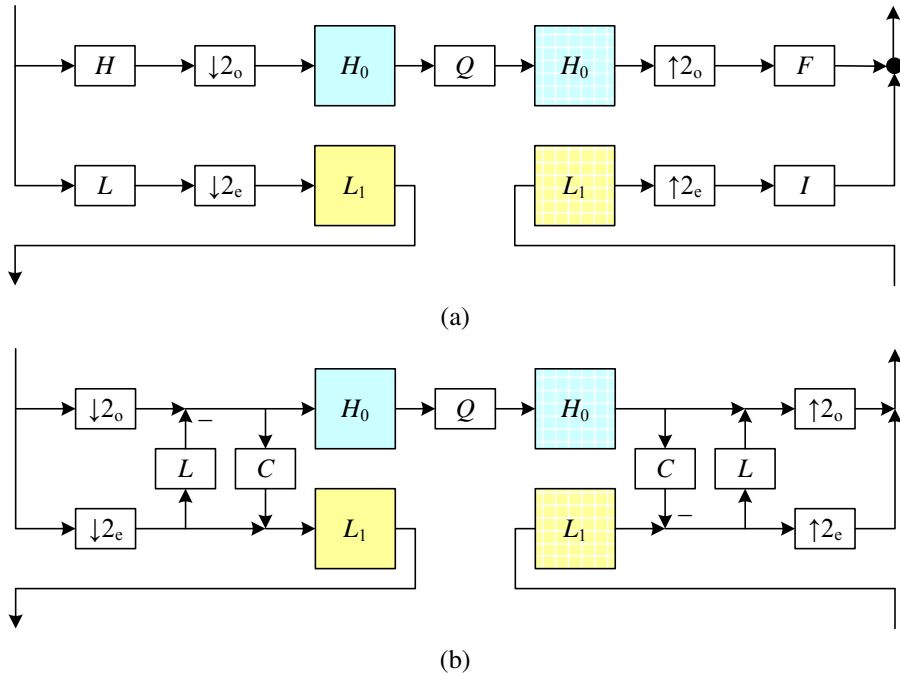 H ↓2ₒ H₀ Q H₀ ↑2ₒ F
L ↓2ₑ L₁ L₁ ↑2ₑ I
(a)
↓2ₒ − H₀ Q H₀ ↑2ₒ
L C C L
↓2ₑ L₁ L₁ − ↑2ₑ
(b)